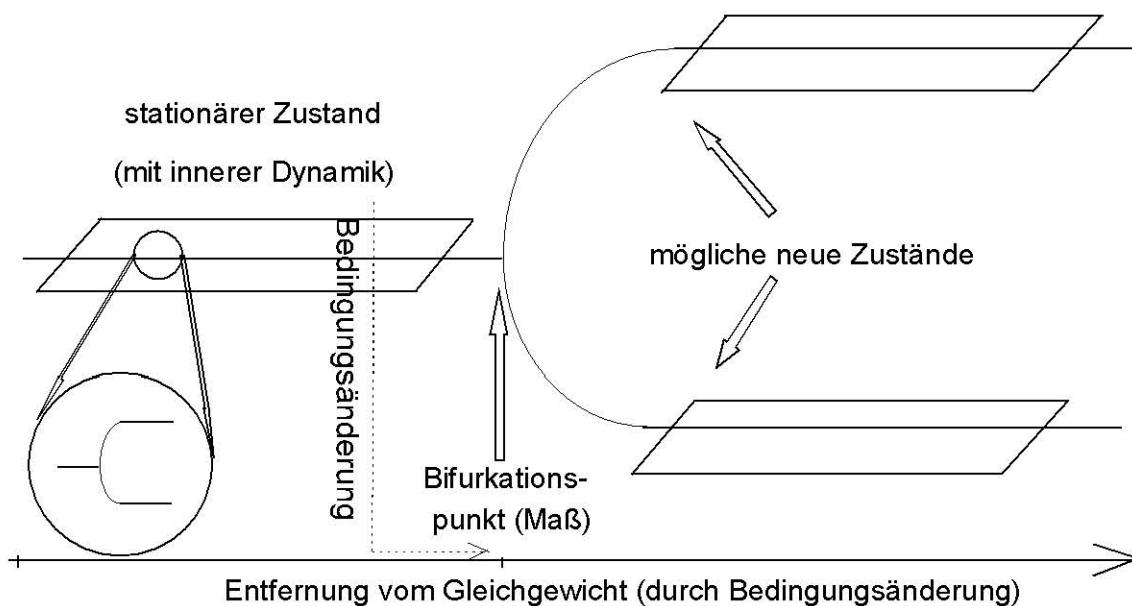 stationärer Zustand
(mit innerer Dynamik)
Bedingungsänderung
mögliche neue Zustände
Bifurkations-
punkt (Maß)
Entfernung vom Gleichgewicht (durch Bedingungsänderung)